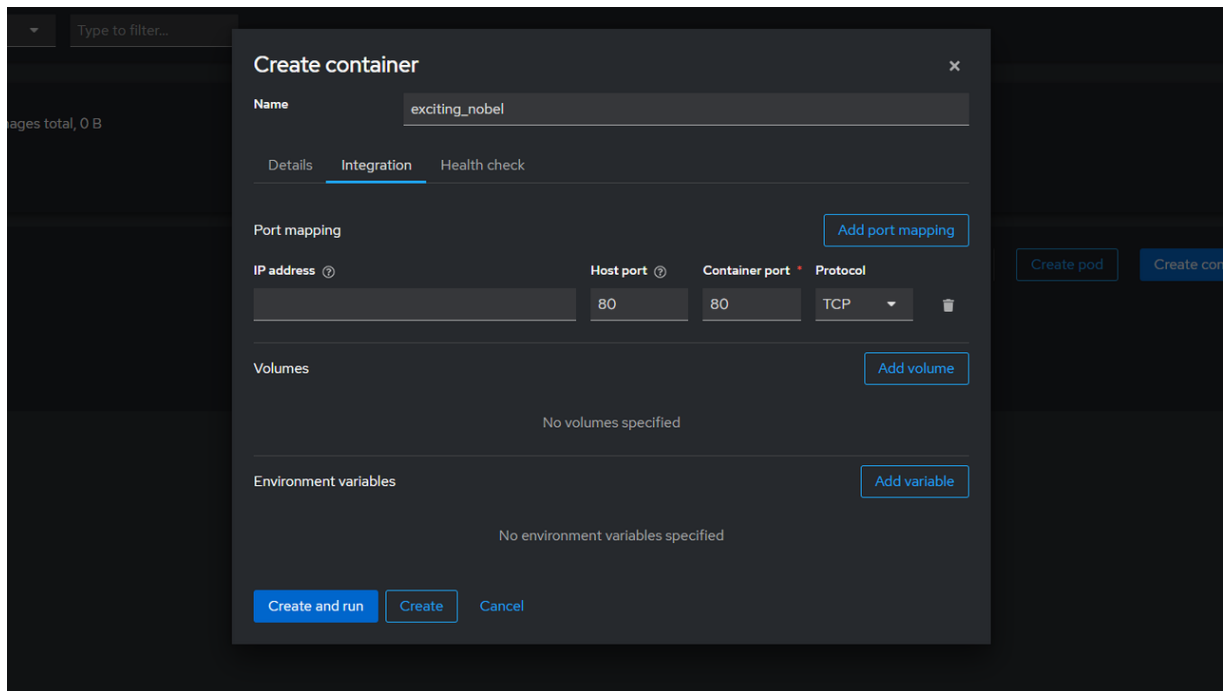 Type to filter...
Create container
Name
exciting_nobel
ages total, 0 B
Details Integration Health check
Port mapping Add port mapping
IP address Host port Container port * Protocol
80 80 TCP
Create pod Create con
Volumes Add volume
No volumes specified
Environment variables Add variable
No environment variables specified
Create and run Create Cancel